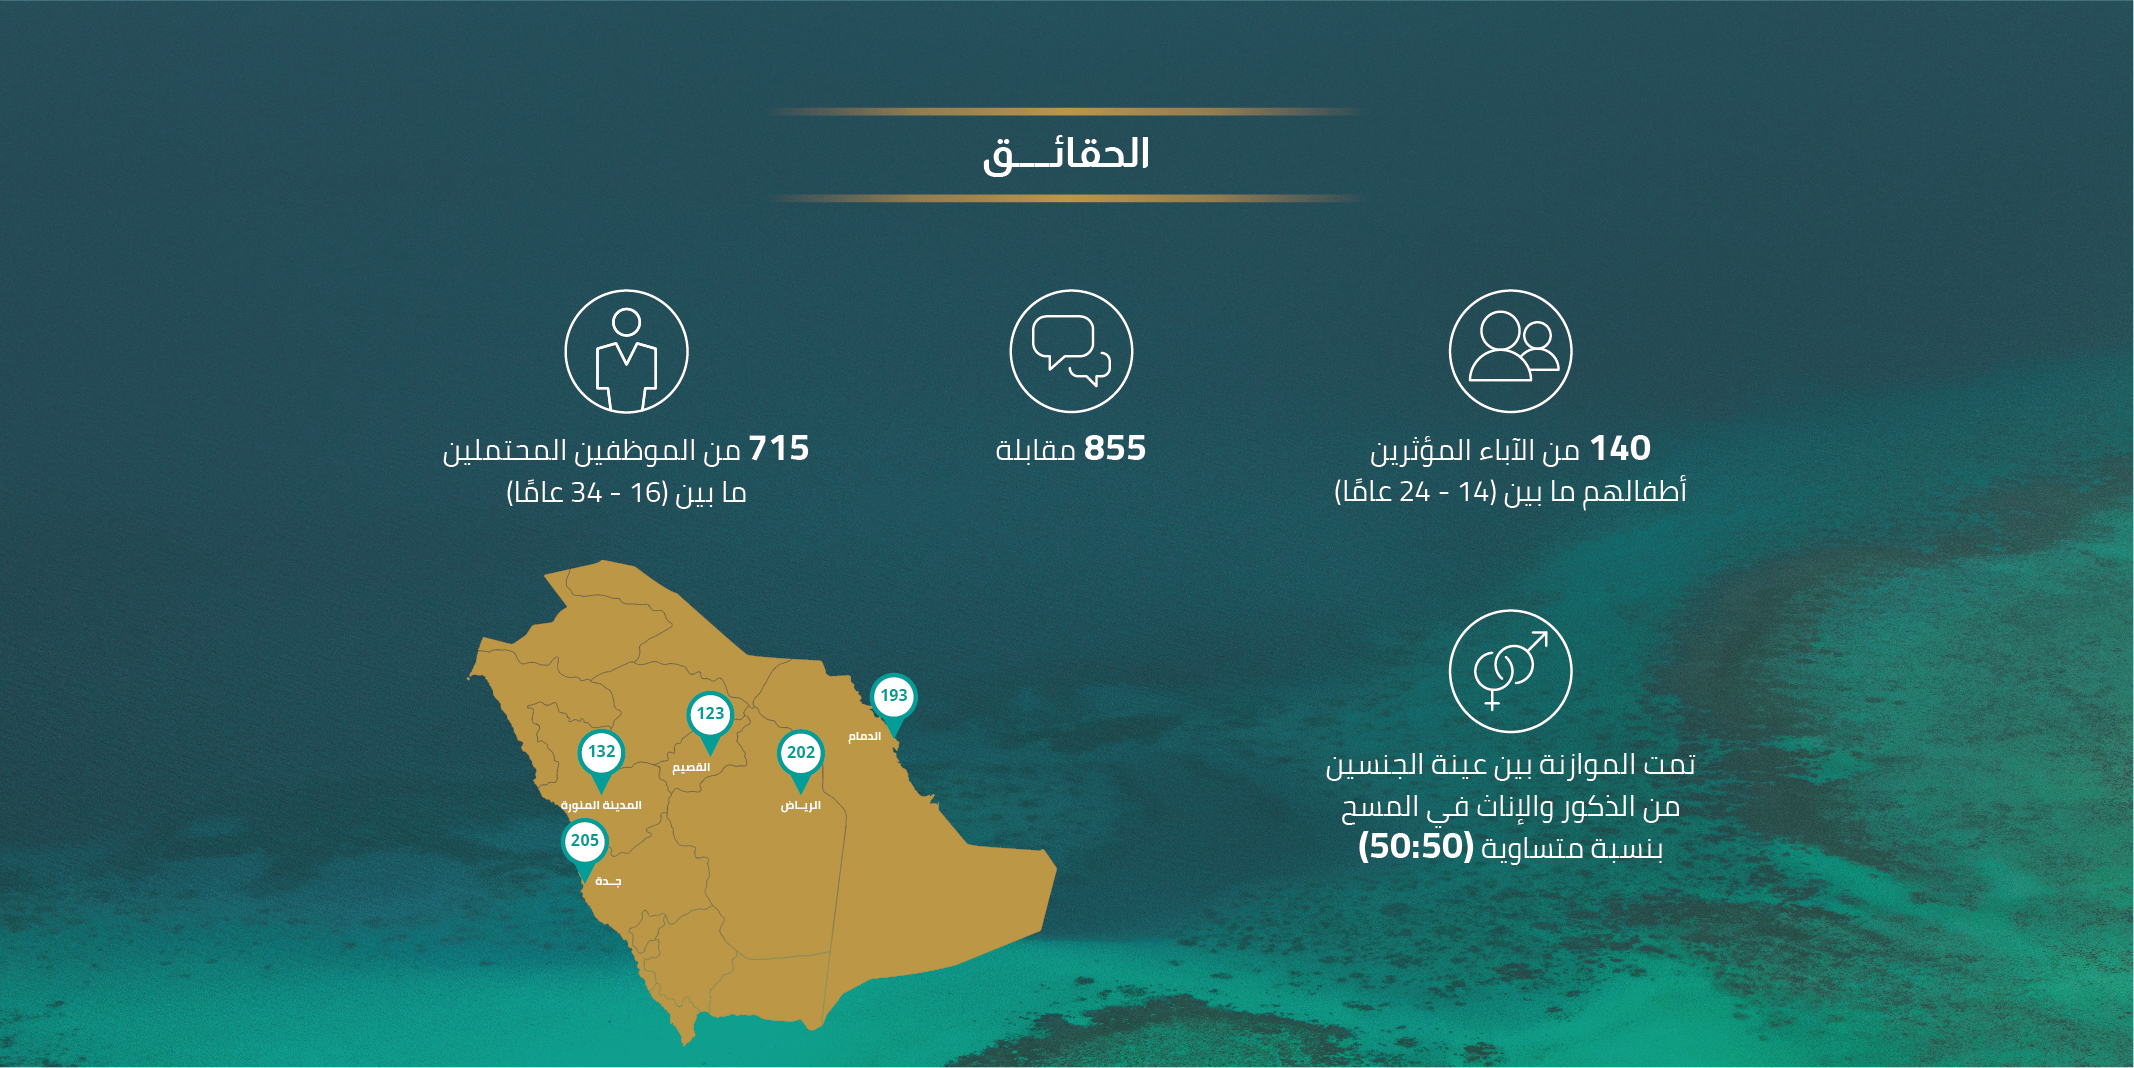 الحقائـــق
140 من الآباء المؤثرين
أطفالهم ما بين (14 - 24 عامًا)
855 مقابلة
715 من الموظفين المحتملين
ما بين (16 - 34 عامًا)
تمت الموازنة بين عينة الجنسين
من الذكور والإناث في المسح
بنسبة متساوية (50:50)
193
الدمام
123
القصيم
202
الريـاض
132
المدينة المنورة
205
جــدة